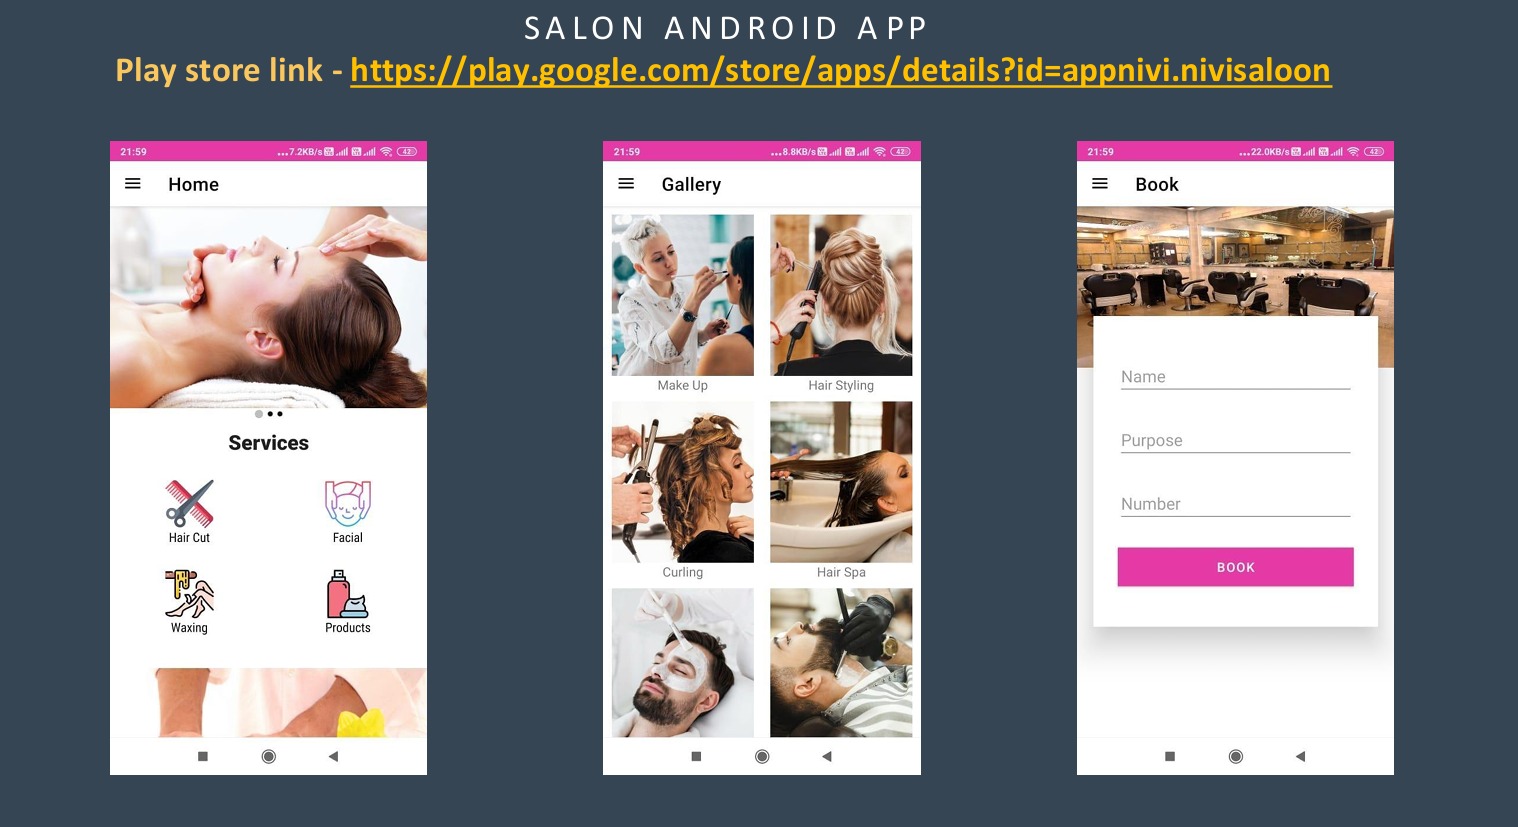 SALON ANDROID APP
Play store link - https://play.google.com/store/apps/details?id=appnivi.nivisaloon
21:59
...7.2KB/s
42
Home
Services
Hair Cut
Facial
Waxing
Products
21:59
...8.8KB/s
42
Gallery
Make Up
Hair Styling
Curling
Hair Spa
21:59
...22.0KB/s
42
Book
Name
Purpose
Number
BOOK